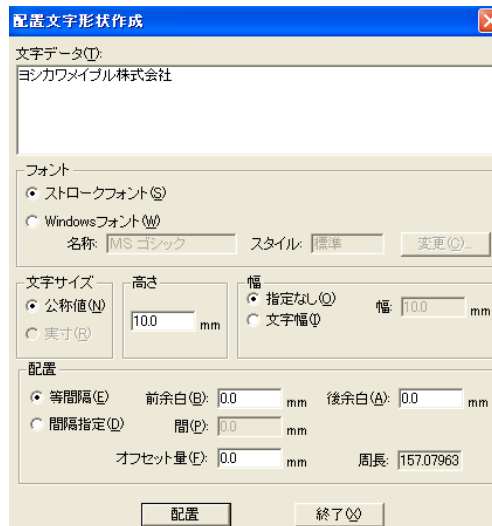 配置文字形状作成
文字データ(T):
ヨシカワメイプル株式会社
フォント
ストロークフォント(S)
Windowsフォント(W)
名称: MS ゴシック スタイル: 標準 変更(C)...
文字サイズ 高さ 幅
公称値(N) 指定なし(O) 幅: 10.0 mm
10.0 mm 文字幅(I)
実寸(R)
配置
等間隔(E) 前余白(B): 0.0 mm 後余白(A): 0.0 mm
間隔指定(D) 間(P): 0.0 mm
オフセット量(F): 0.0 mm 周長: 157.07963
配置 終了(X)